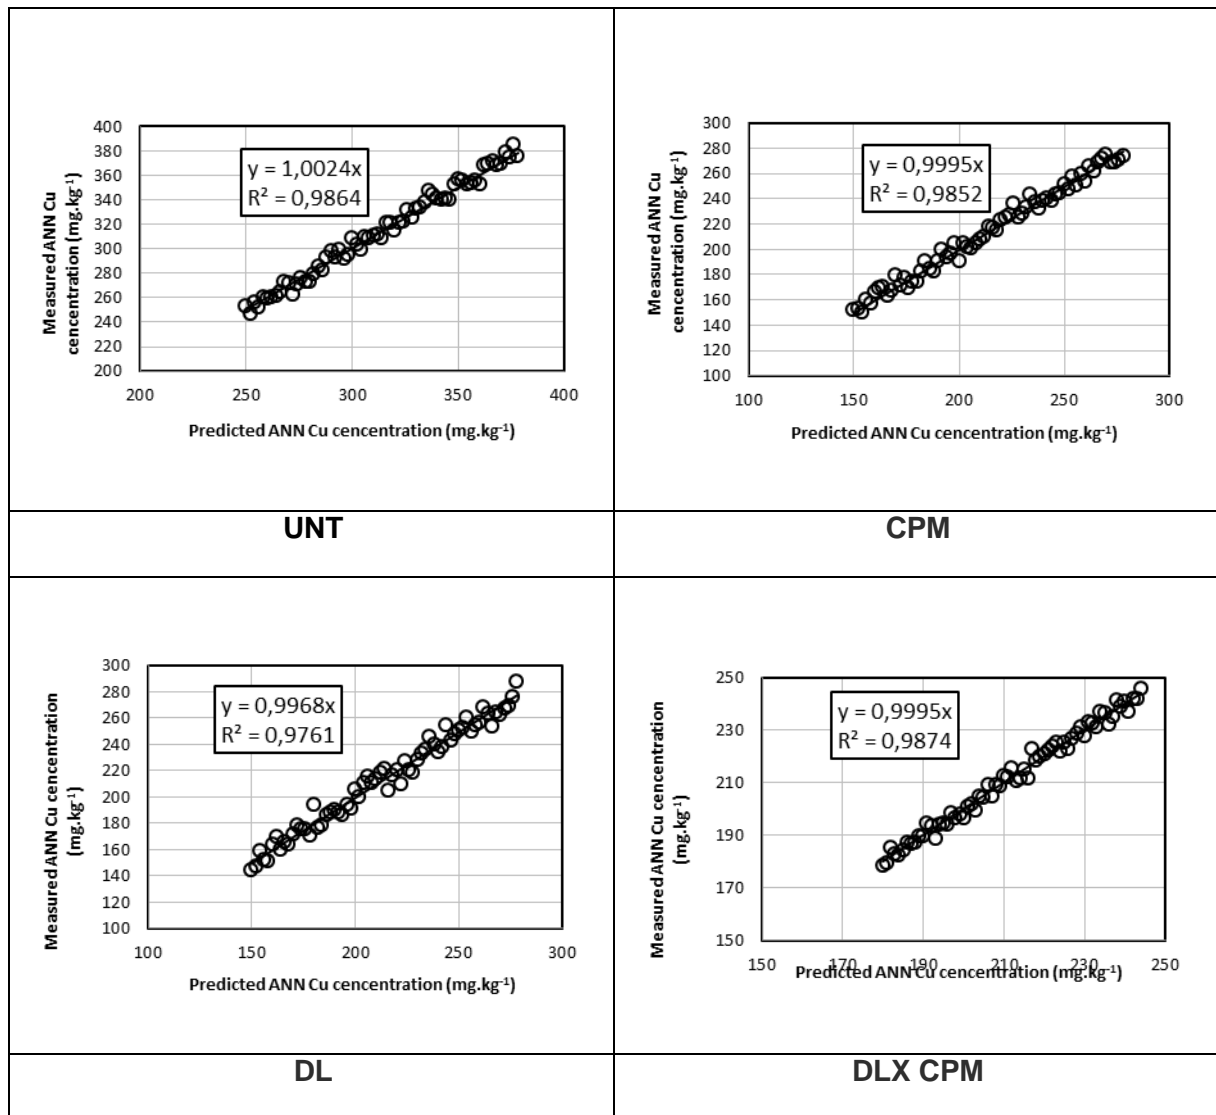 400
380
360
340
320
300
280
260
240
220
200
200
250
300
350
400
y = 1,0024x
R² = 0,9864
Measured ANN Cu
cencentration (mg.kg⁻¹)
Predicted ANN Cu cencentration (mg.kg⁻¹)
300
280
260
240
220
200
180
160
140
120
100
100
150
200
250
300
y = 0,9995x
R² = 0,9852
Measured ANN Cu
cencentration (mg.kg⁻¹)
Predicted ANN Cu cencentration (mg.kg⁻¹)
UNT
CPM
300
280
260
240
220
200
180
160
140
120
100
100
150
200
250
300
y = 0,9968x
R² = 0,9761
Measured ANN Cu cencentration
(mg.kg⁻¹)
Predicted ANN Cu cencentration (mg.kg⁻¹)
250
230
210
190
170
150
150
170
190
210
230
250
y = 0,9995x
R² = 0,9874
Measured ANN Cu cencentration
(mg.kg⁻¹)
Predicted ANN Cu cencentration (mg.kg⁻¹)
DL
DLX CPM